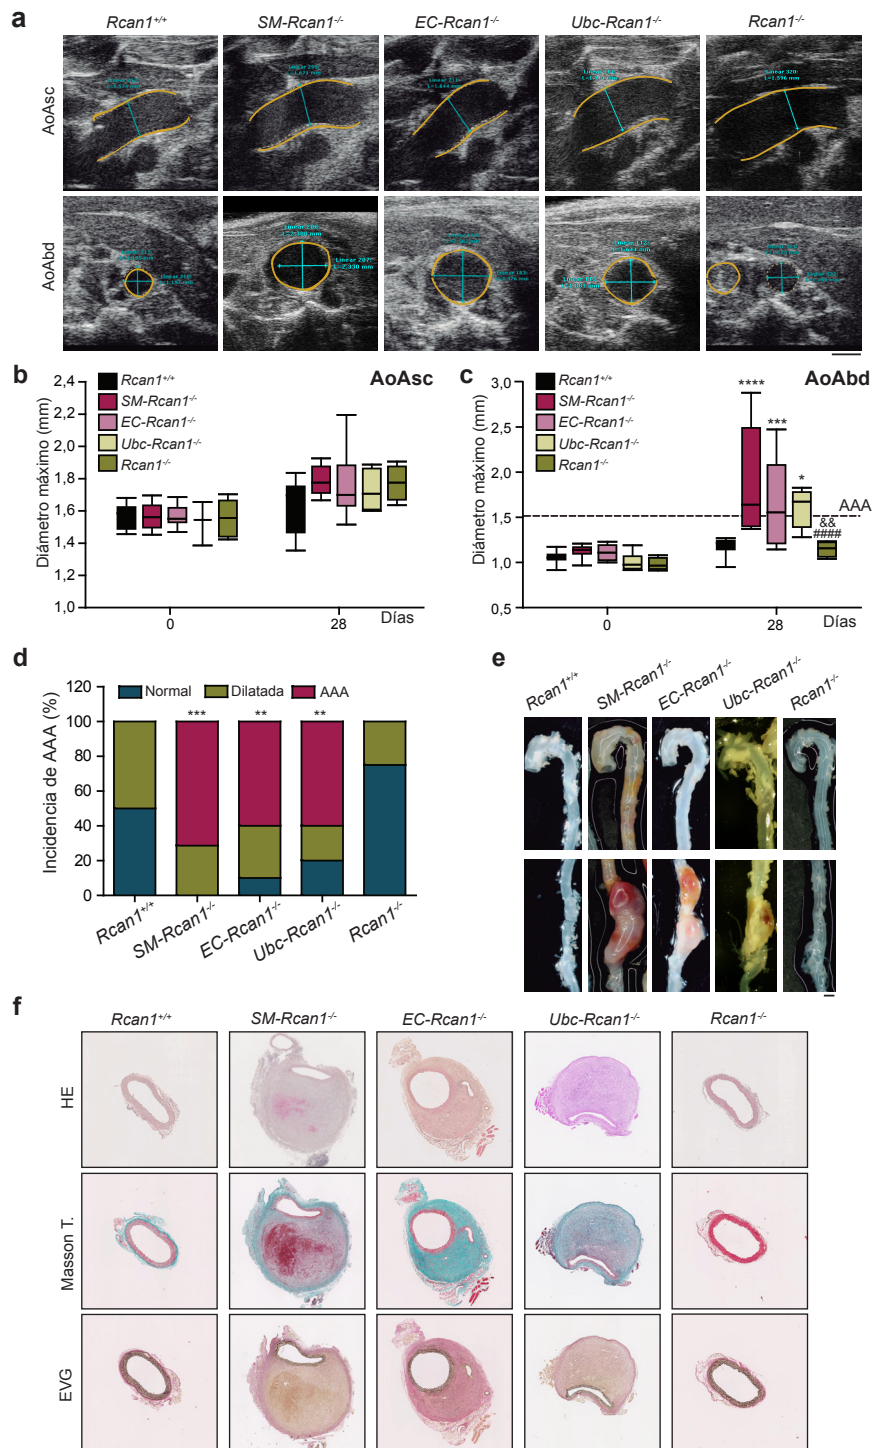 a
Rcan1+/+ SM-Rcan1-/- EC-Rcan1-/- Ubc-Rcan1-/- Rcan1-/-
AoAsc
AoAbd
b
AoAsc
Diámetro máximo (mm)
2,4
2,2
2,0
1,8
1,6
1,4
1,2
1,0
Rcan1+/+
SM-Rcan1-/-
EC-Rcan1-/-
Ubc-Rcan1-/-
Rcan1-/-
0 28 Días
c
AoAbd
Diámetro máximo (mm)
3,0
2,5
2,0
1,5
1,0
0,5
Rcan1+/+
SM-Rcan1-/-
EC-Rcan1-/-
Ubc-Rcan1-/-
Rcan1-/-
****
***
*
AAA
&&
####
0 28 Días
d
Incidencia de AAA (%)
120
100
80
60
40
20
0
Normal Dilatada AAA
*** ** **
Rcan1+/+ SM-Rcan1-/- EC-Rcan1-/- Ubc-Rcan1-/- Rcan1-/-
e
Rcan1+/+ SM-Rcan1-/- EC-Rcan1-/- Ubc-Rcan1-/- Rcan1-/-
f
Rcan1+/+ SM-Rcan1-/- EC-Rcan1-/- Ubc-Rcan1-/- Rcan1-/-
HE
Masson T.
EVG